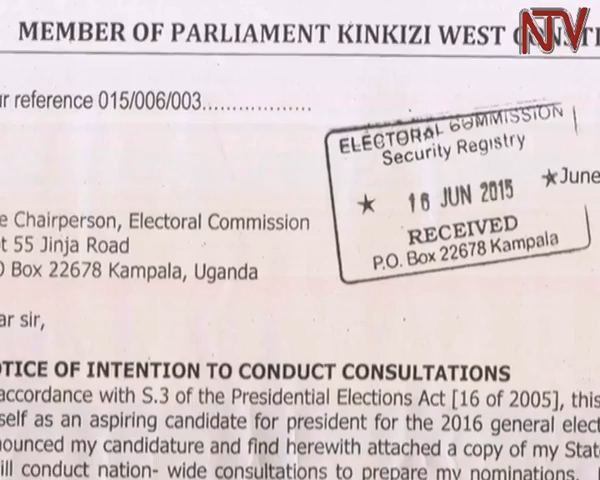 MEMBER OF PARLIAMENT KINKIZI WEST
NTV
ur reference 015/006/003..................
ELECTORAL COMMISSION
Security Registry
★ 16 JUN 2015
RECEIVED
P.O. Box 22678 Kampala
★June
e Chairperson, Electoral Commission
t 55 Jinja Road
O Box 22678 Kampala, Uganda
ar sir,
OTICE OF INTENTION TO CONDUCT CONSULTATIONS
accordance with S.3 of the Presidential Elections Act [16 of 2005], this
self as an aspiring candidate for president for the 2016 general elect
nounced my candidature and find herewith attached a copy of my State
ill conduct nation- wide consultations to prepare my nominations.